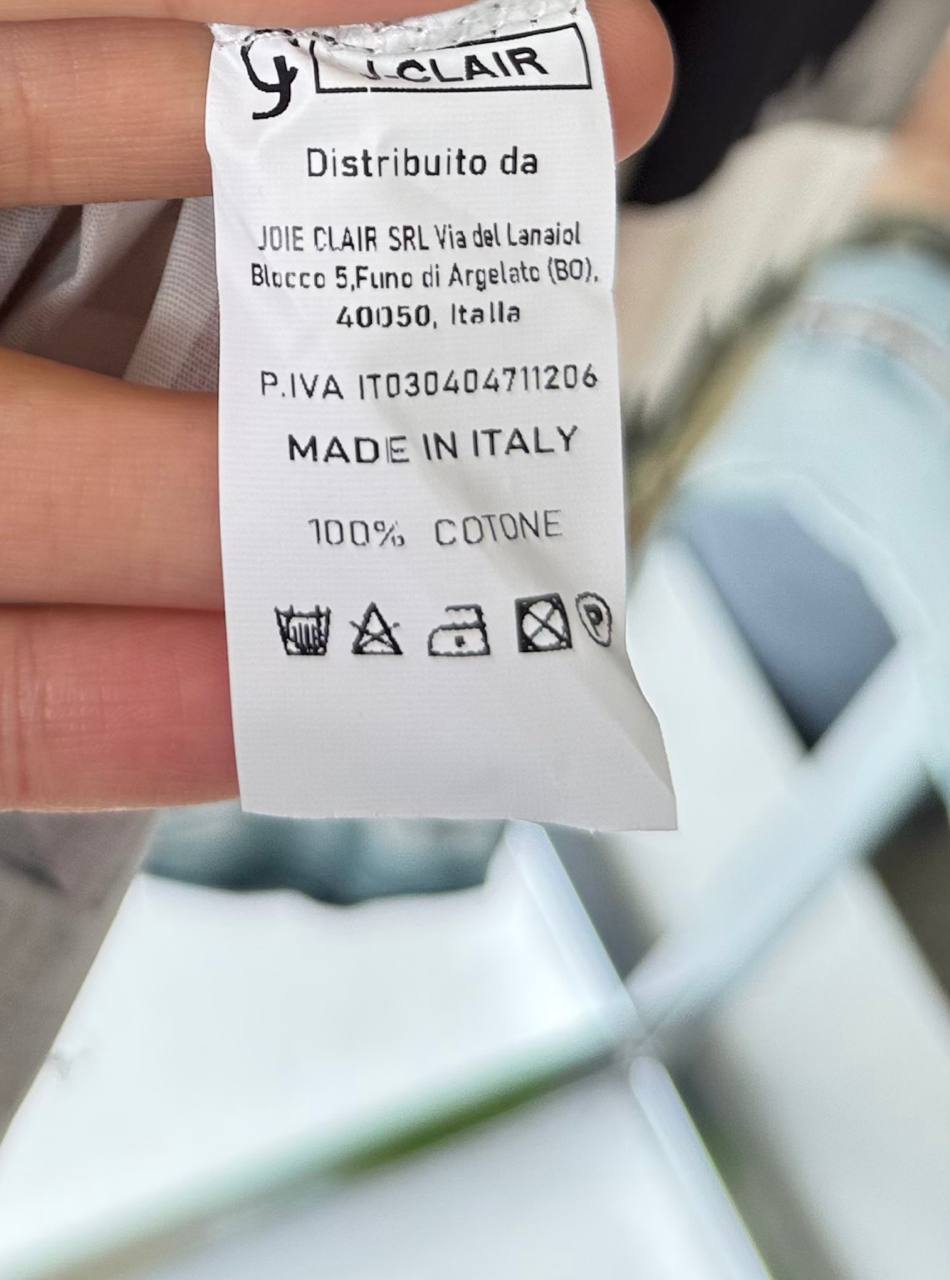 J.CLAIR
Distribuito da
JOIE CLAIR SRL Via del Lanaiol
Blocco 5,Funo di Argelato (BO),
40050, Italla
P.IVA IT030404711206
MADE IN ITALY
100% COTONE
P